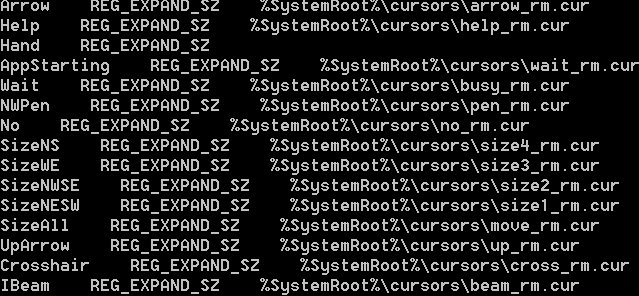 Arrow    REG_EXPAND_SZ    %SystemRoot%\cursors\arrow_rm.cur
Help    REG_EXPAND_SZ    %SystemRoot%\cursors\help_rm.cur
Hand    REG_EXPAND_SZ
AppStarting    REG_EXPAND_SZ    %SystemRoot%\cursors\wait_rm.cur
Wait    REG_EXPAND_SZ    %SystemRoot%\cursors\busy_rm.cur
NWPen    REG_EXPAND_SZ    %SystemRoot%\cursors\pen_rm.cur
No    REG_EXPAND_SZ    %SystemRoot%\cursors\no_rm.cur
SizeNS    REG_EXPAND_SZ    %SystemRoot%\cursors\size4_rm.cur
SizeWE    REG_EXPAND_SZ    %SystemRoot%\cursors\size3_rm.cur
SizeNWSE    REG_EXPAND_SZ    %SystemRoot%\cursors\size2_rm.cur
SizeNESW    REG_EXPAND_SZ    %SystemRoot%\cursors\size1_rm.cur
SizeAll    REG_EXPAND_SZ    %SystemRoot%\cursors\move_rm.cur
UpArrow    REG_EXPAND_SZ    %SystemRoot%\cursors\up_rm.cur
Crosshair    REG_EXPAND_SZ    %SystemRoot%\cursors\cross_rm.cur
IBeam    REG_EXPAND_SZ    %SystemRoot%\cursors\beam_rm.cur